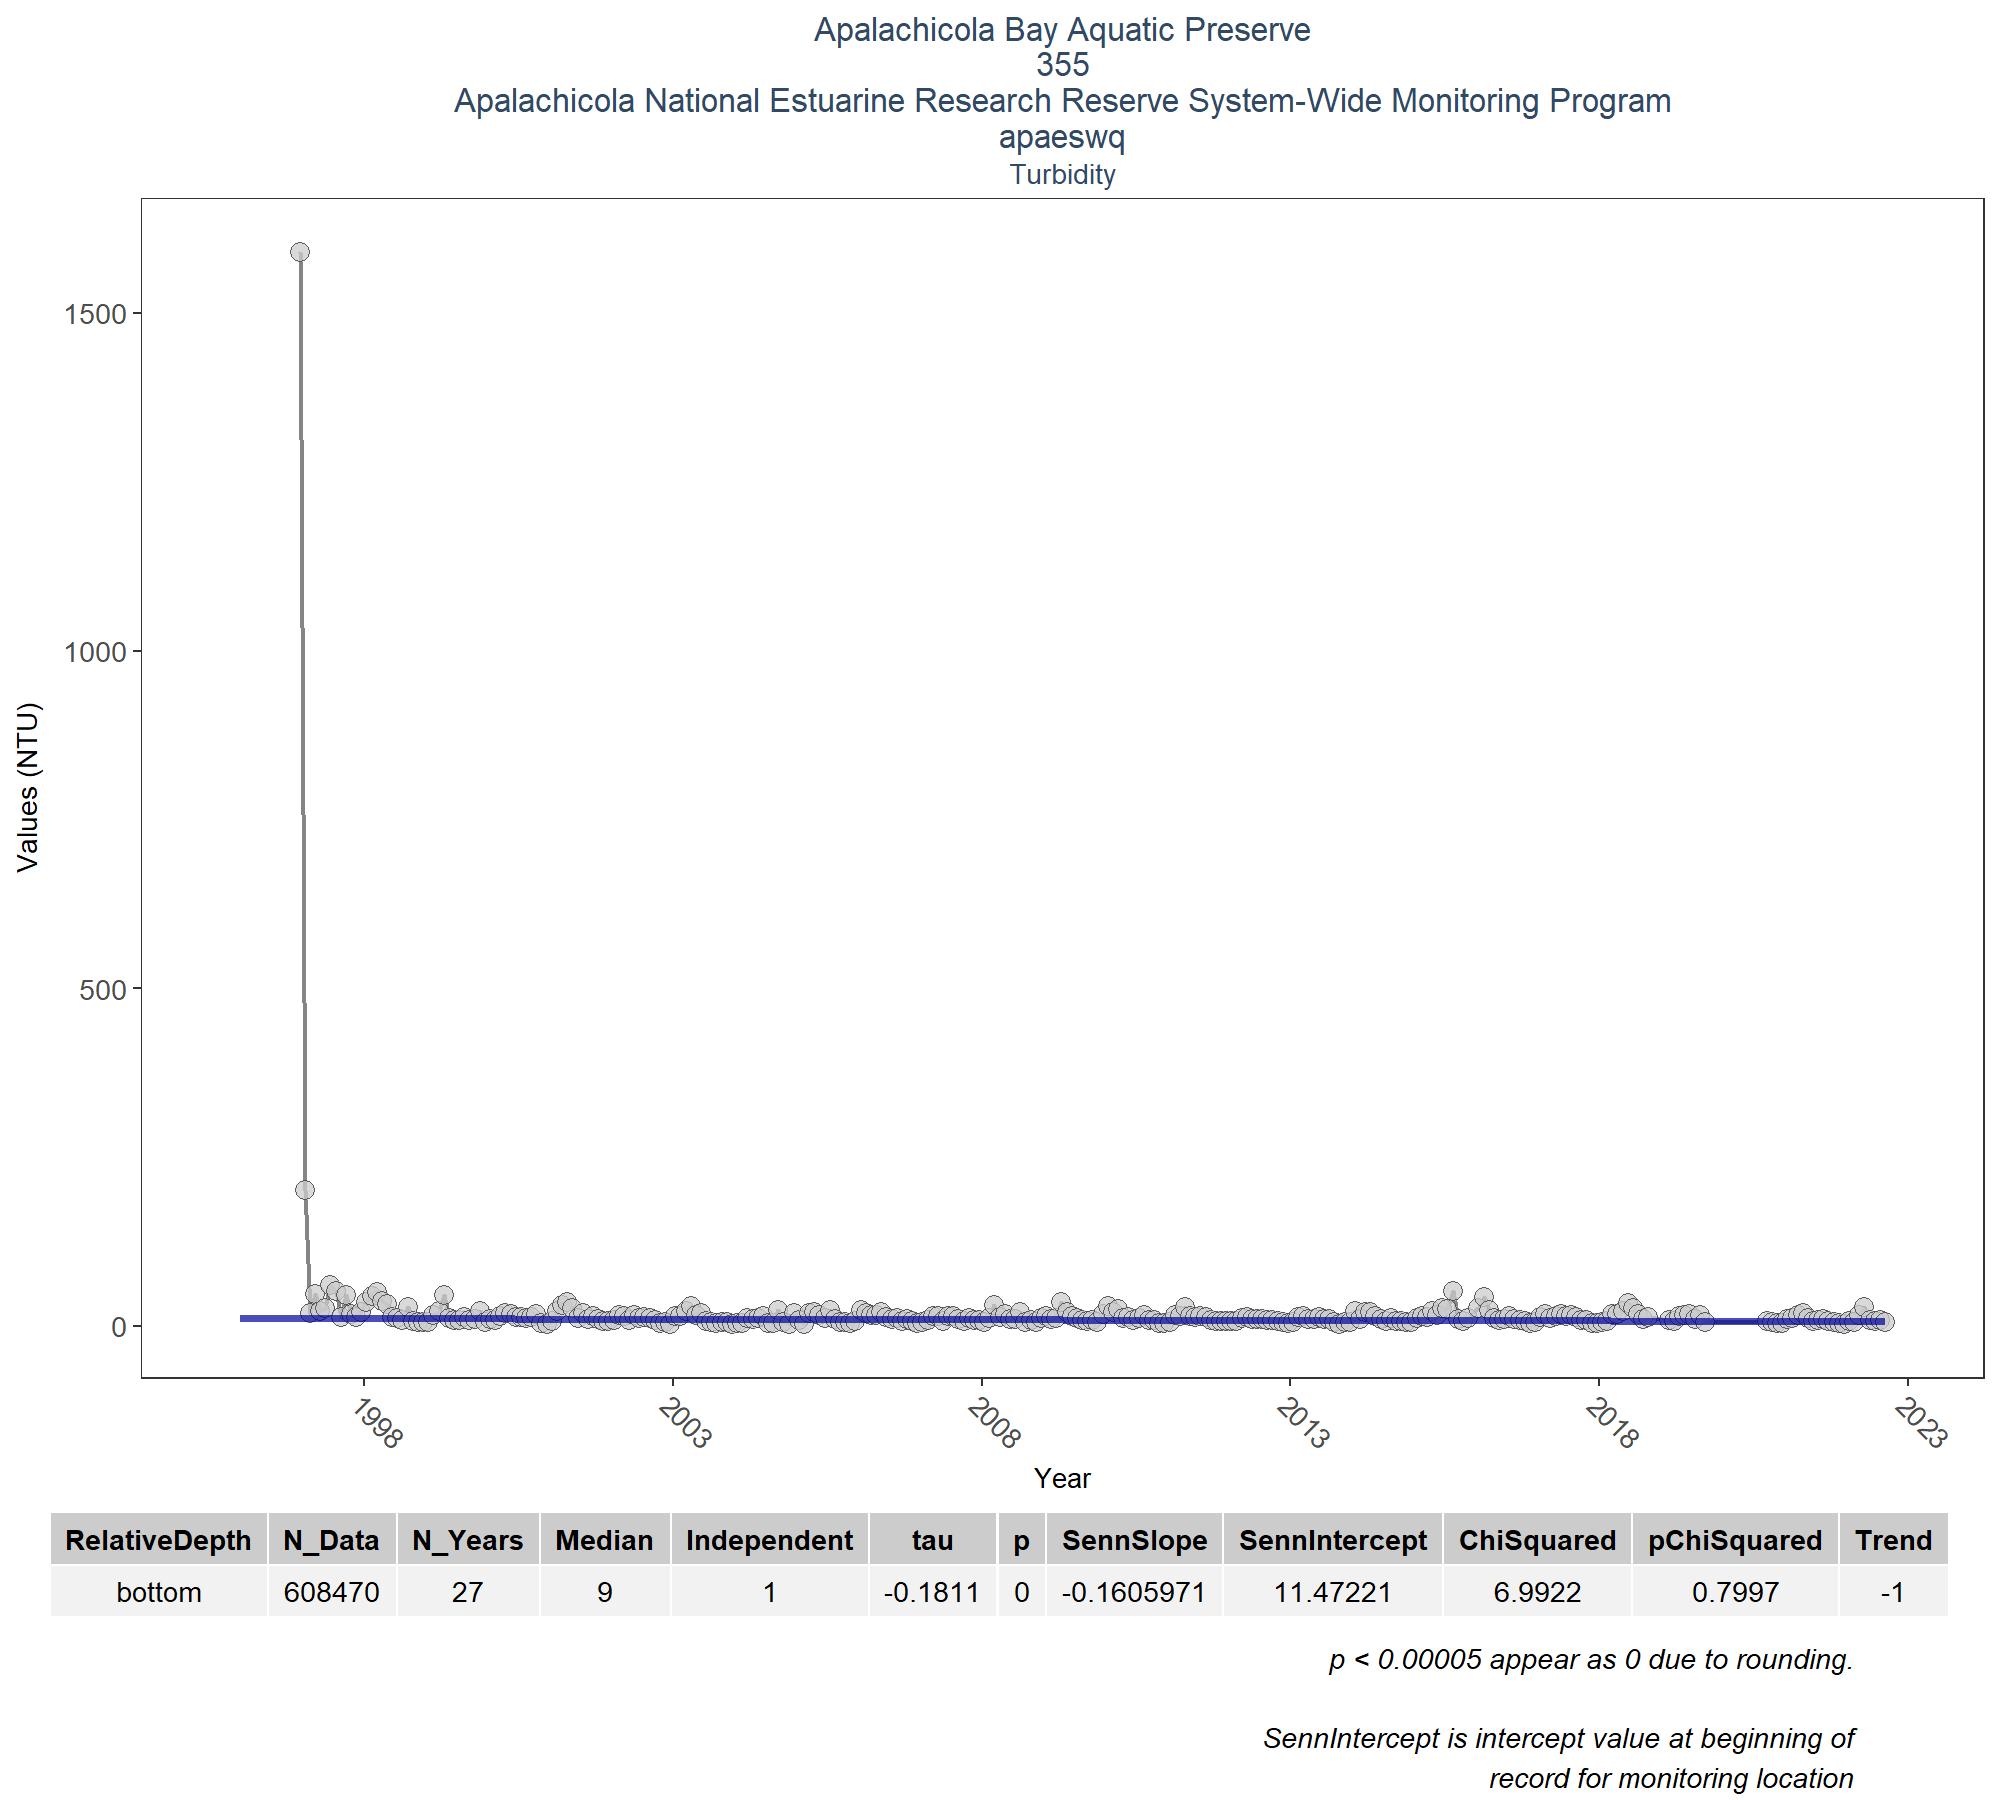 Apalachicola Bay Aquatic Preserve
355
Apalachicola National Estuarine Research Reserve System-Wide Monitoring Program
apaeswq
Turbidity
1500
1000
500
0
Values (NTU)
1998
2003
2008
2013
2018
2023
Year
RelativeDepth N_Data N_Years Median Independent tau p SennSlope SennIntercept ChiSquared pChiSquared Trend
bottom 608470 27 9 1 -0.1811 0 -0.1605971 11.47221 6.9922 0.7997 -1
p < 0.00005 appear as 0 due to rounding.
SennIntercept is intercept value at beginning of
record for monitoring location